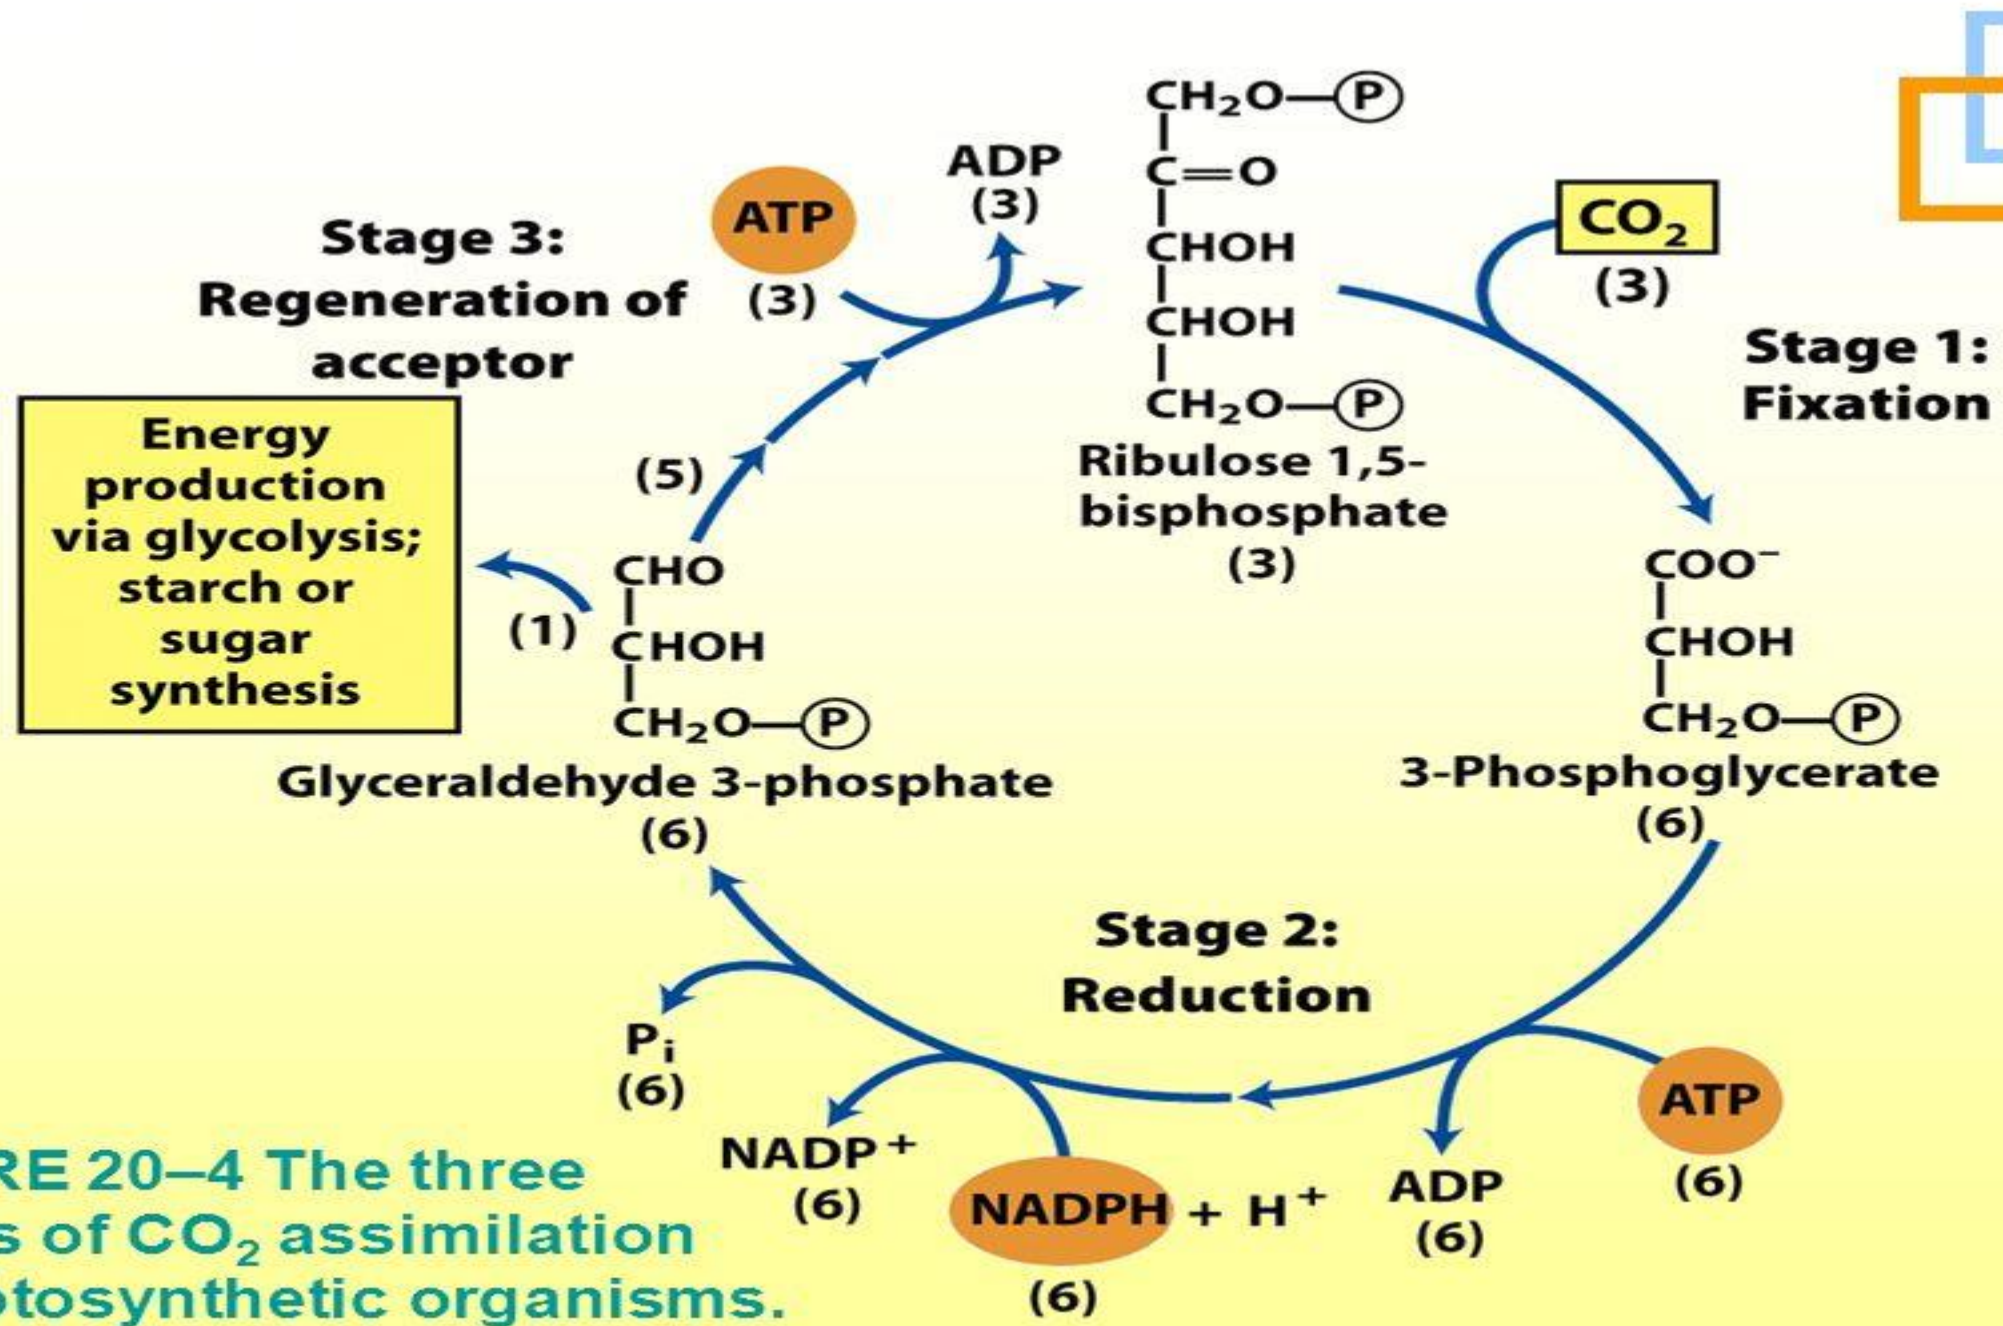 CH₂O—P
C=O
CHOH
CHOH
CH₂O—P
Ribulose 1,5-
bisphosphate
(3)
CO₂
(3)
Stage 1:
Fixation
COO⁻
CHOH
CH₂O—P
3-Phosphoglycerate
(6)
Stage 2:
Reduction
ATP
(6)
ADP
(6)
NADPH + H⁺
(6)
NADP⁺
(6)
Pᵢ
(6)
CHO
CHOH
CH₂O—P
Glyceraldehyde 3-phosphate
(6)
(1)
Energy
production
via glycolysis;
starch or
sugar
synthesis
(5)
Stage 3:
Regeneration of
acceptor
ATP
(3)
ADP
(3)
RE 20–4 The three
s of CO₂ assimilation
otosynthetic organisms.